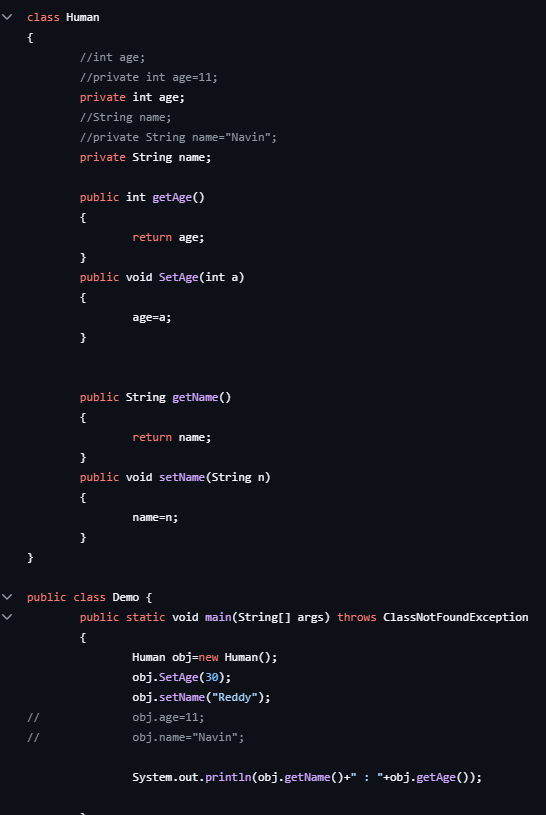 class Human
{
        //int age;
        //private int age=11;
        private int age;
        //String name;
        //private String name="Navin";
        private String name;

        public int getAge()
        {
                return age;
        }
        public void SetAge(int a)
        {
                age=a;
        }


        public String getName()
        {
                return name;
        }
        public void setName(String n)
        {
                name=n;
        }
}

public class Demo {
        public static void main(String[] args) throws ClassNotFoundException
        {
                Human obj=new Human();
                obj.SetAge(30);
                obj.setName("Reddy");
//              obj.age=11;
//              obj.name="Navin";

                System.out.println(obj.getName()+" : "+obj.getAge());

        }